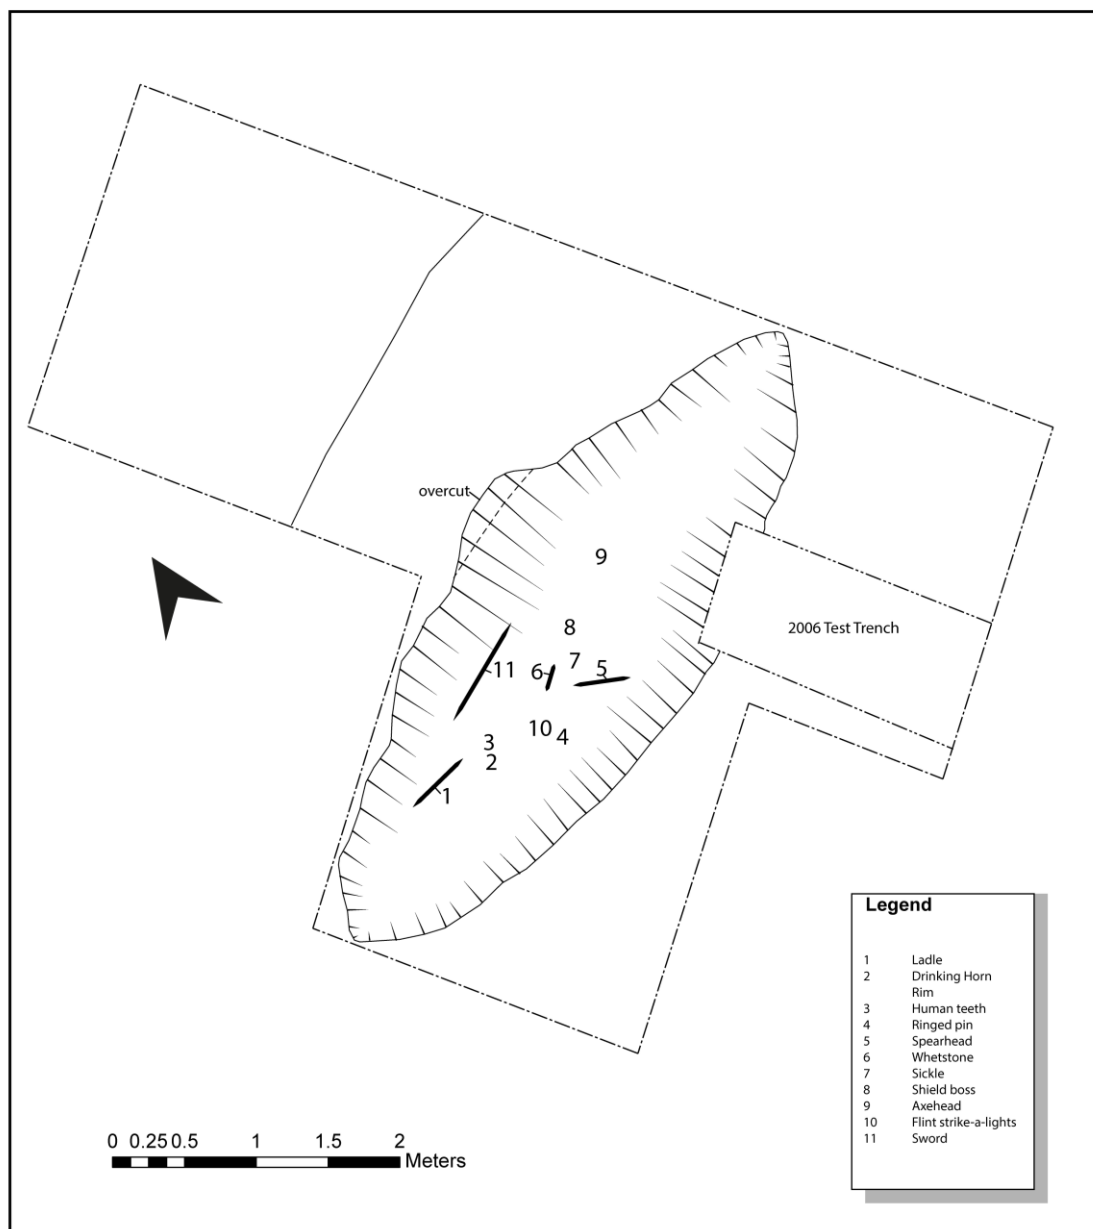 overcut
9
8
2006 Test Trench
7
11
6
5
10
4
3
2
1
Legend
1 Ladle
2 Drinking Horn
Rim
3 Human teeth
4 Ringed pin
5 Spearhead
6 Whetstone
7 Sickle
8 Shield boss
9 Axehead
10 Flint strike-a-lights
11 Sword
0 0.25 0.5 1 1.5 2
Meters